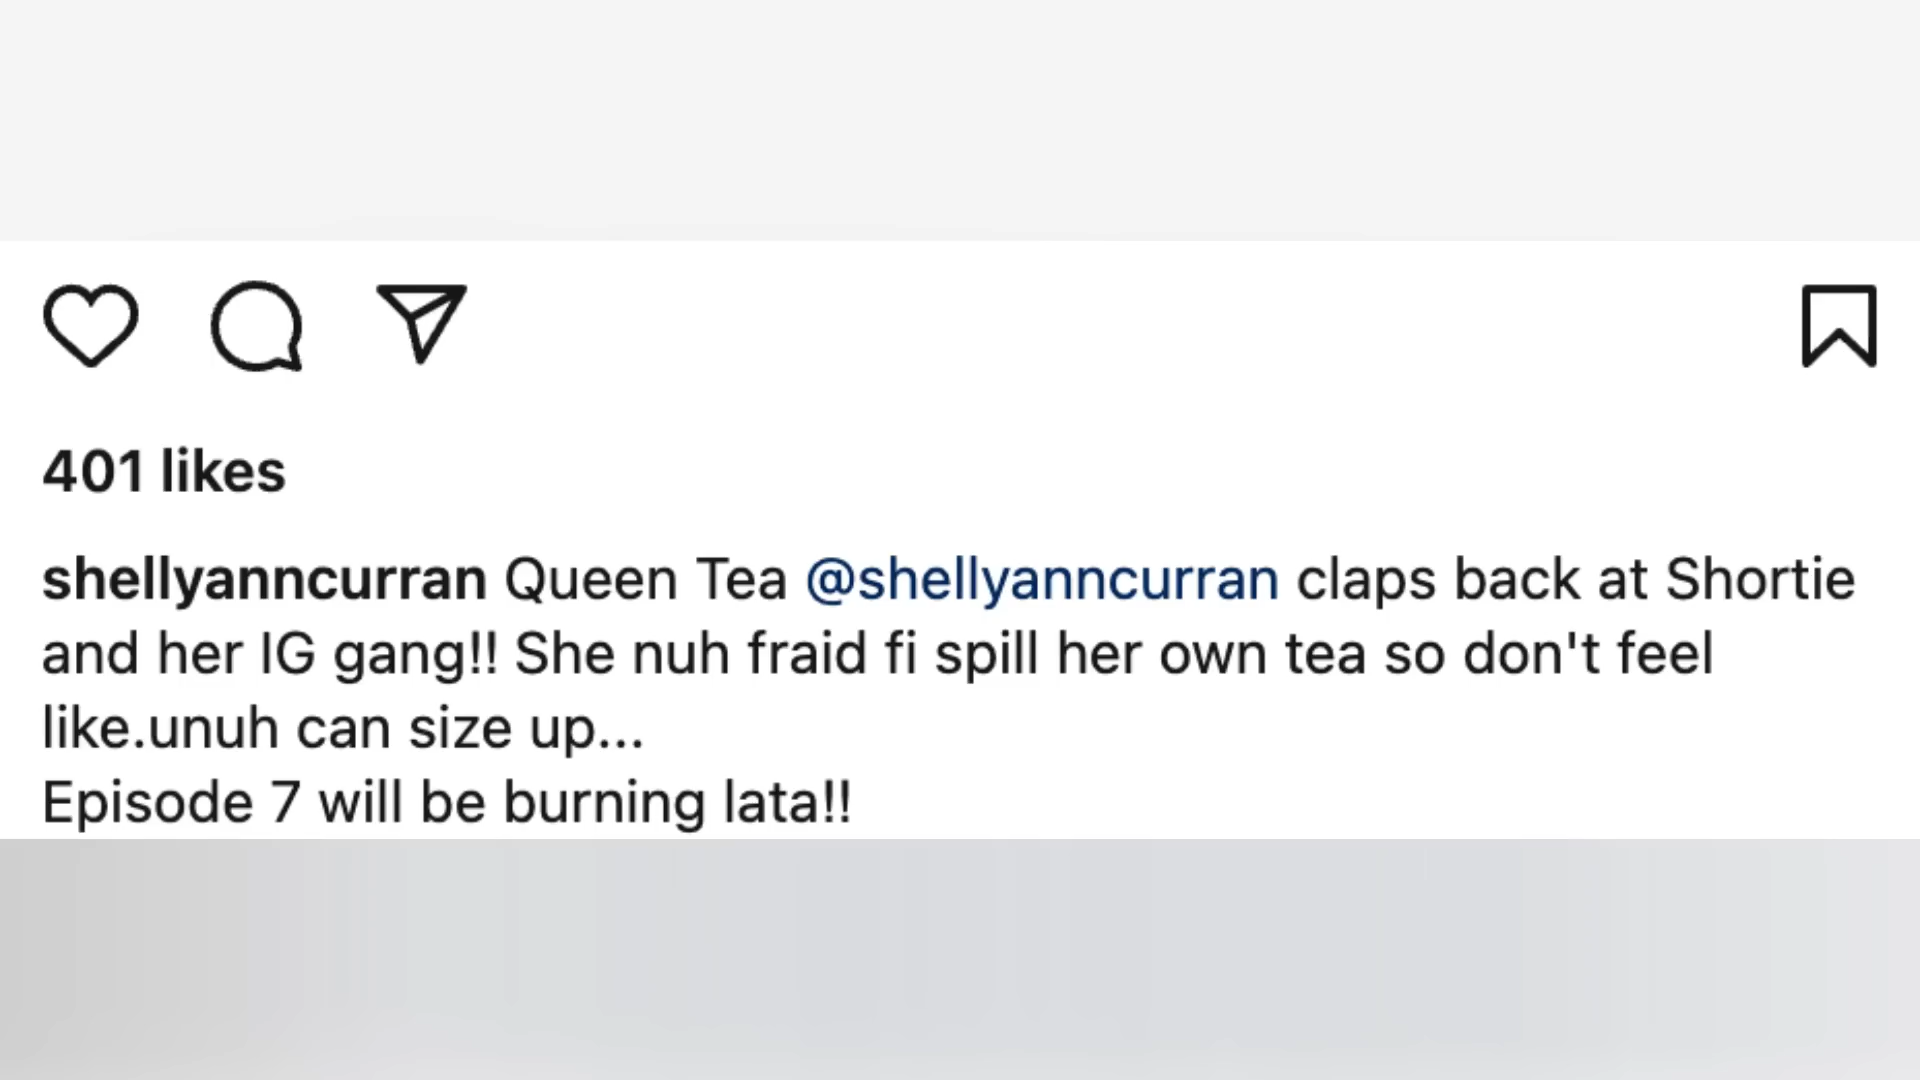 401 likes
shellyanncurran Queen Tea @shellyanncurran claps back at Shortie
and her IG gang!! She nuh fraid fi spill her own tea so don't feel
like.unuh can size up...
Episode 7 will be burning lata!!